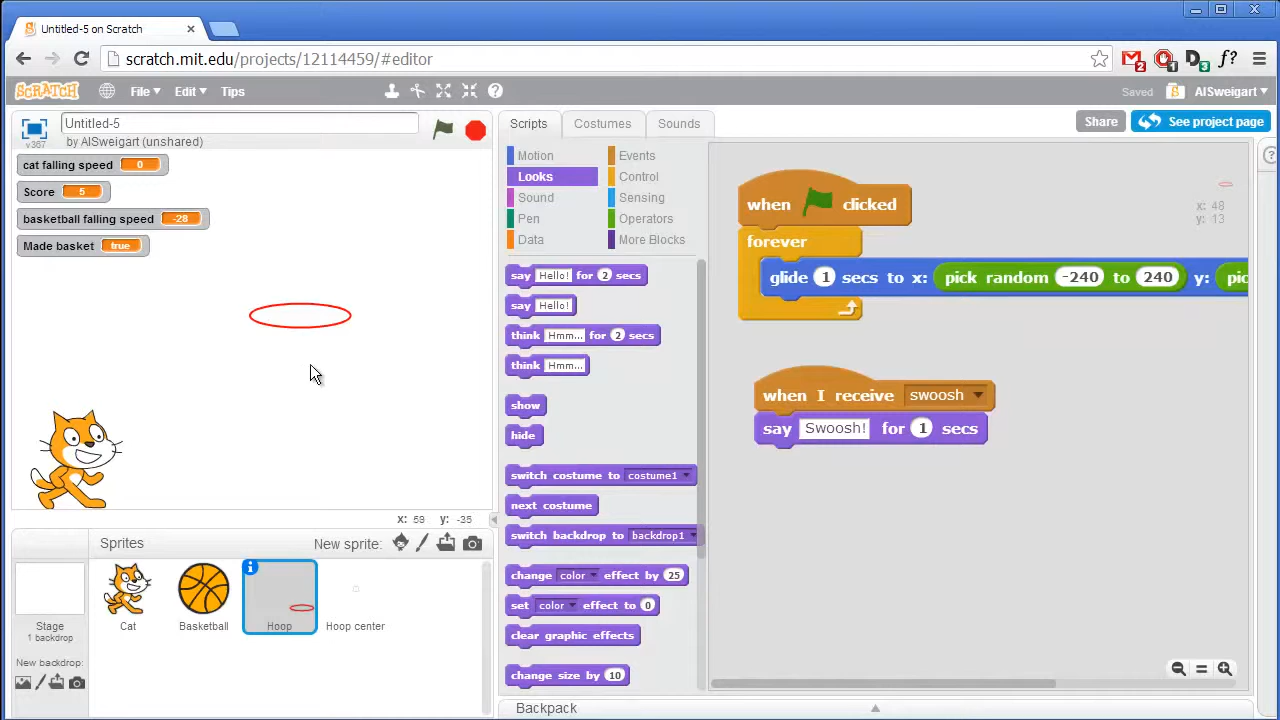 Untitled-5 on Scratch
scratch.mit.edu/projects/12114459/#editor
2 1 D 3 f?
SCRATCH File Edit Tips Saved S AlSweigart
Untitled-5
v367 by AlSweigart (unshared)
Scripts Costumes Sounds
Share See project page
cat falling speed 0
Score 5
basketball falling speed -28
Made basket true
Motion Events
Looks Control
Sound Sensing
Pen Operators
Data More Blocks
say Hello! for 2 secs
say Hello!
think Hmm... for 2 secs
think Hmm...
show
hide
switch costume to costume1
next costume
switch backdrop to backdrop1
change color effect by 25
set color effect to 0
clear graphic effects
change size by 10
when clicked
forever
glide 1 secs to x: pick random -240 to 240 y: pic
when I receive swoosh
say Swoosh! for 1 secs
x: 48
y: 13
x: 59 y: -35
Sprites New sprite:
Stage
1 backdrop
New backdrop:
Cat
Basketball
Hoop
Hoop center
Backpack